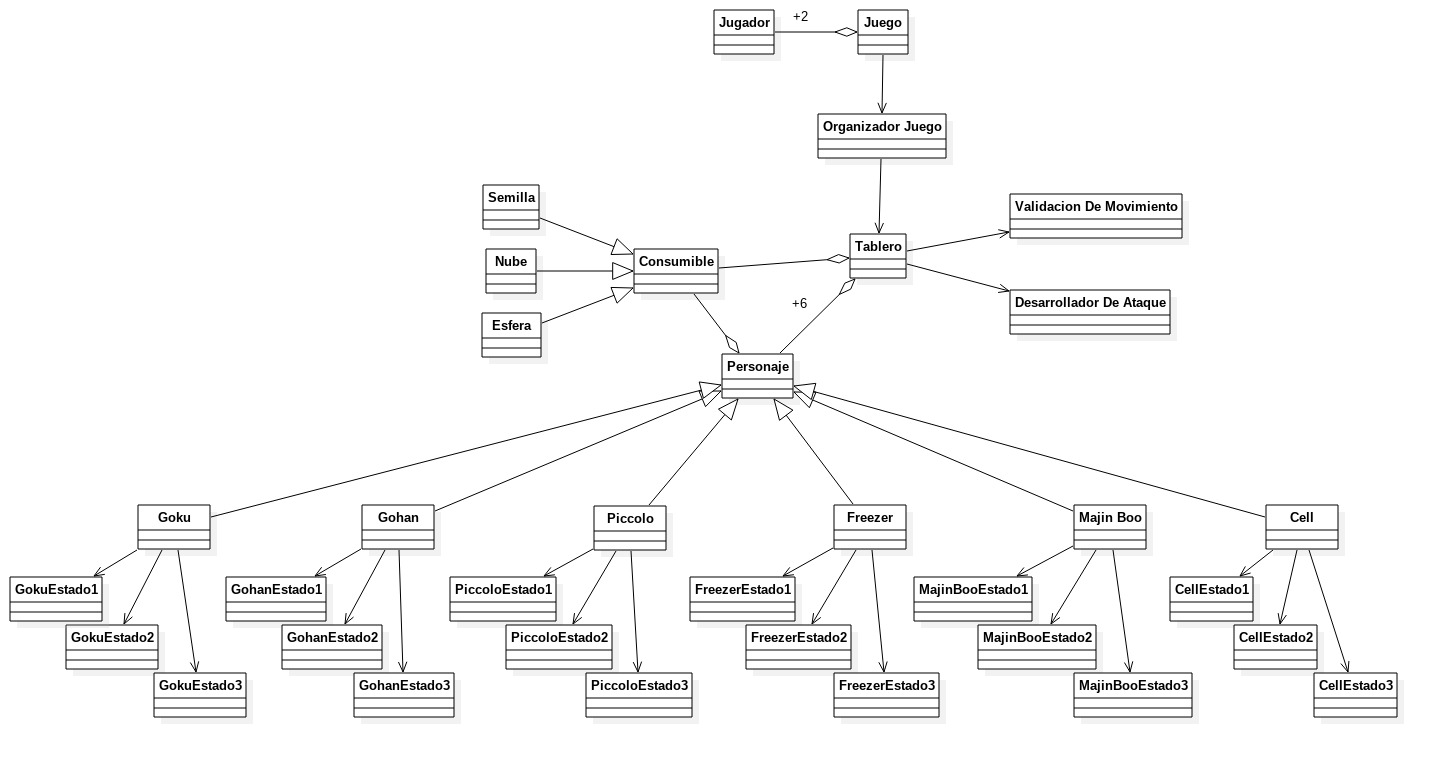 Jugador
+2
Juego
Organizador Juego
Semilla
Validacion De Movimiento
Nube
Consumible
Tablero
Esfera
+6
Desarrollador De Ataque
Personaje
Goku
Gohan
Piccolo
Freezer
Majin Boo
Cell
GokuEstado1
GohanEstado1
PiccoloEstado1
FreezerEstado1
MajinBooEstado1
CellEstado1
GokuEstado2
GohanEstado2
PiccoloEstado2
FreezerEstado2
MajinBooEstado2
CellEstado2
GokuEstado3
GohanEstado3
PiccoloEstado3
FreezerEstado3
MajinBooEstado3
CellEstado3